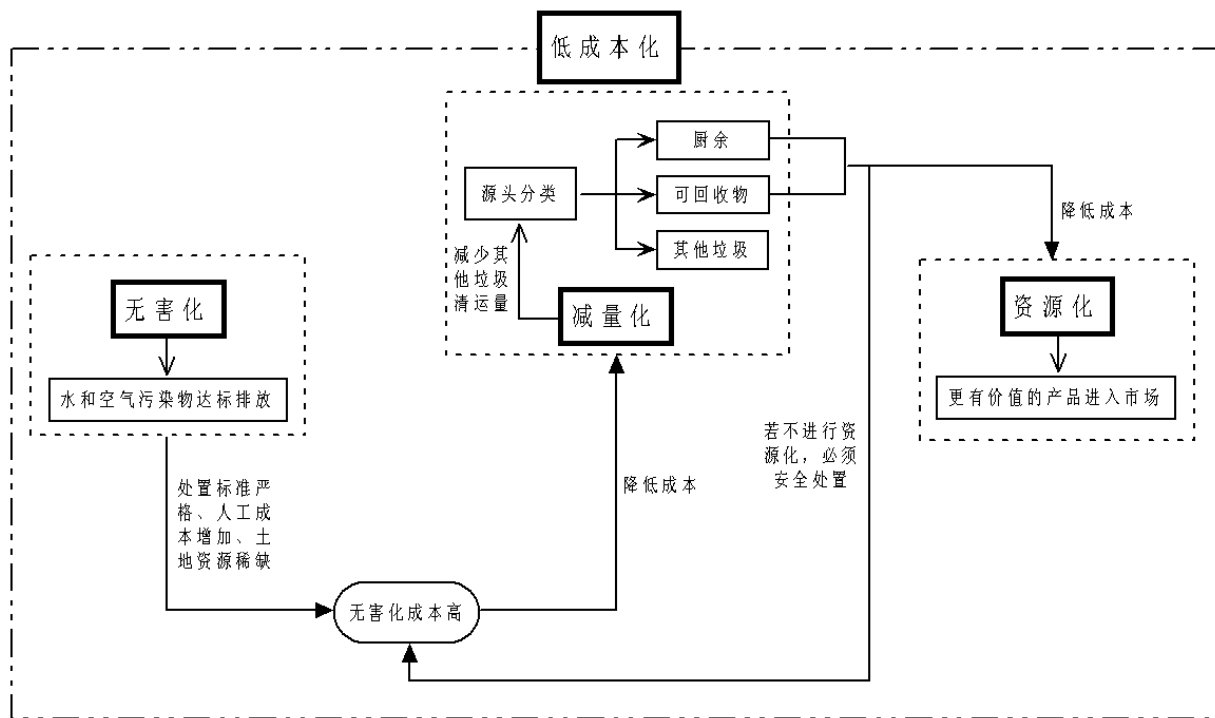 低成本化
厨余
源头分类
可回收物
其他垃圾
减少其
他垃圾
清运量
减量化
降低成本
无害化
水和空气污染物达标排放
资源化
更有价值的产品进入市场
处置标准严
格、人工成
本增加、土
地资源稀缺
降低成本
若不进行资
源化，必须
安全处置
无害化成本高